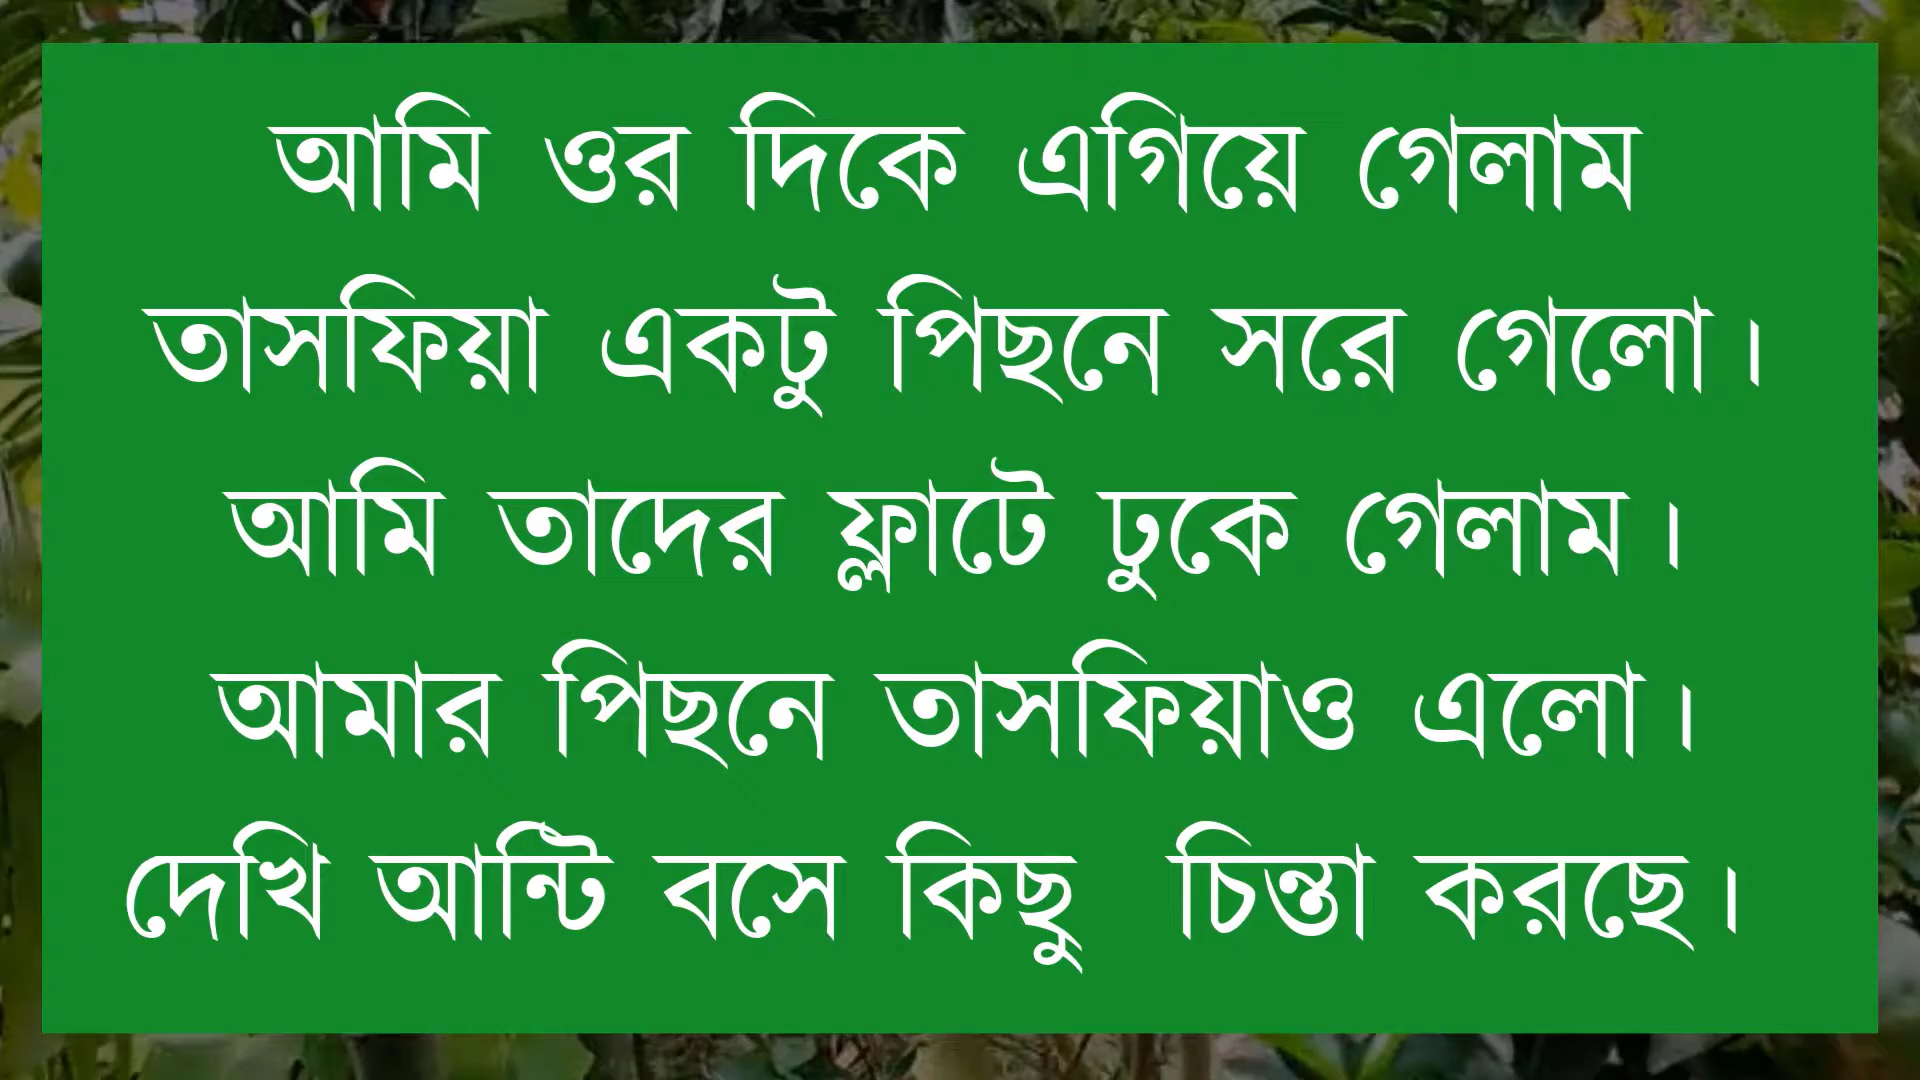 আমি ওর দিকে এগিয়ে গেলাম
তাসফিয়া একটু পিছনে সরে গেলো।
আমি তাদের ফ্লাটে ঢুকে গেলাম।
আমার পিছনে তাসফিয়াও এলো।
দেখি আন্টি বসে কিছু চিন্তা করছে।